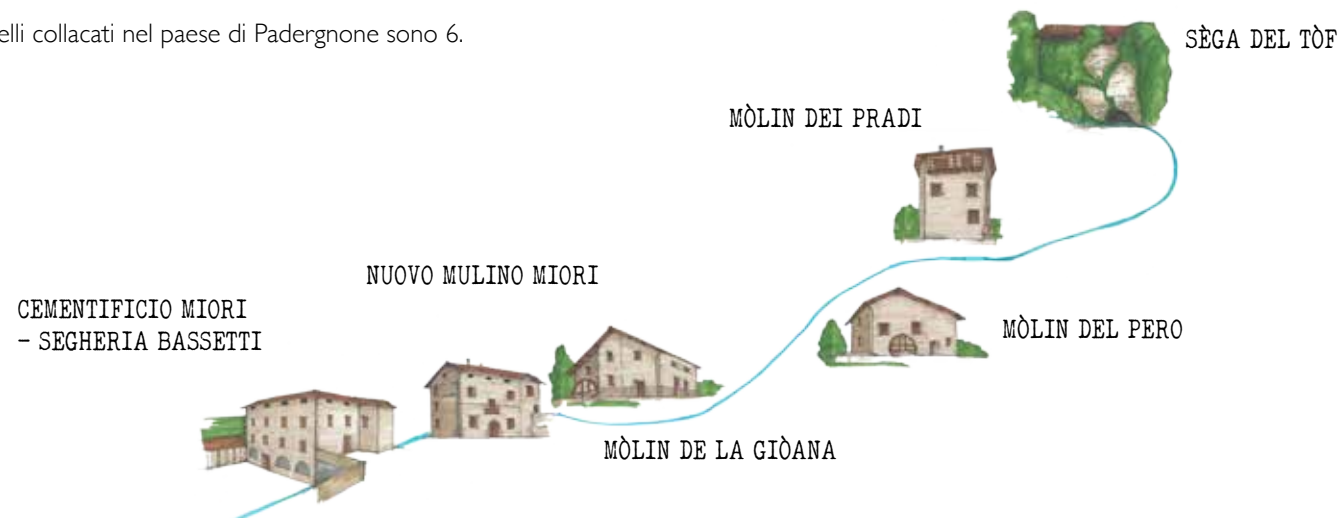 elli collacati nel paese di Padergnone sono 6.
SÈGA DEL TÒF
MÒLIN DEI PRADI
NUOVO MULINO MIORI
CEMENTIFICIO MIORI
- SEGHERIA BASSETTI
MÒLIN DEL PERO
MÒLIN DE LA GIÒANA